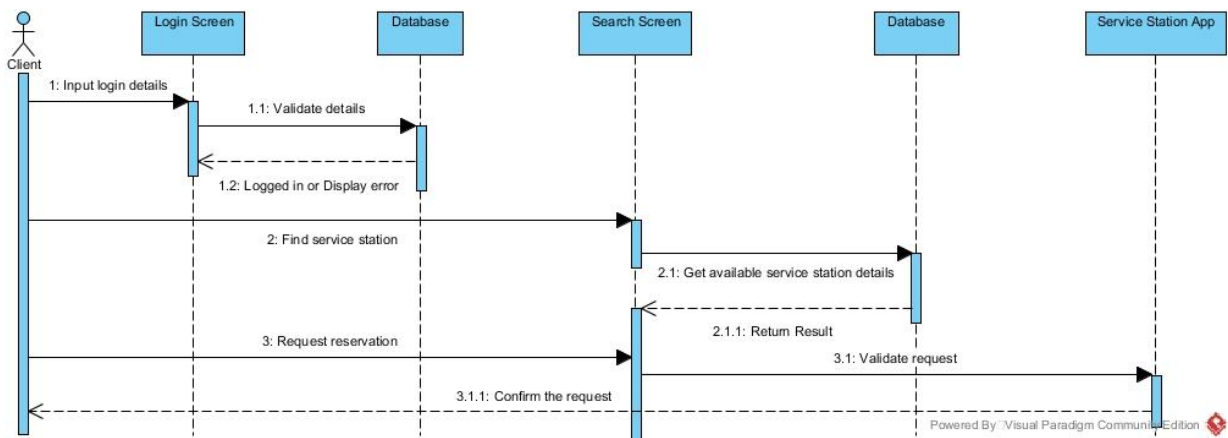 Login Screen
Database
Search Screen
Database
Service Station App
Client
1: Input login details
1.1: Validate details
1.2: Logged in or Display error
2: Find service station
2.1: Get available service station details
2.1.1: Return Result
3: Request reservation
3.1: Validate request
3.1.1: Confirm the request
Powered By Visual Paradigm Community Edition